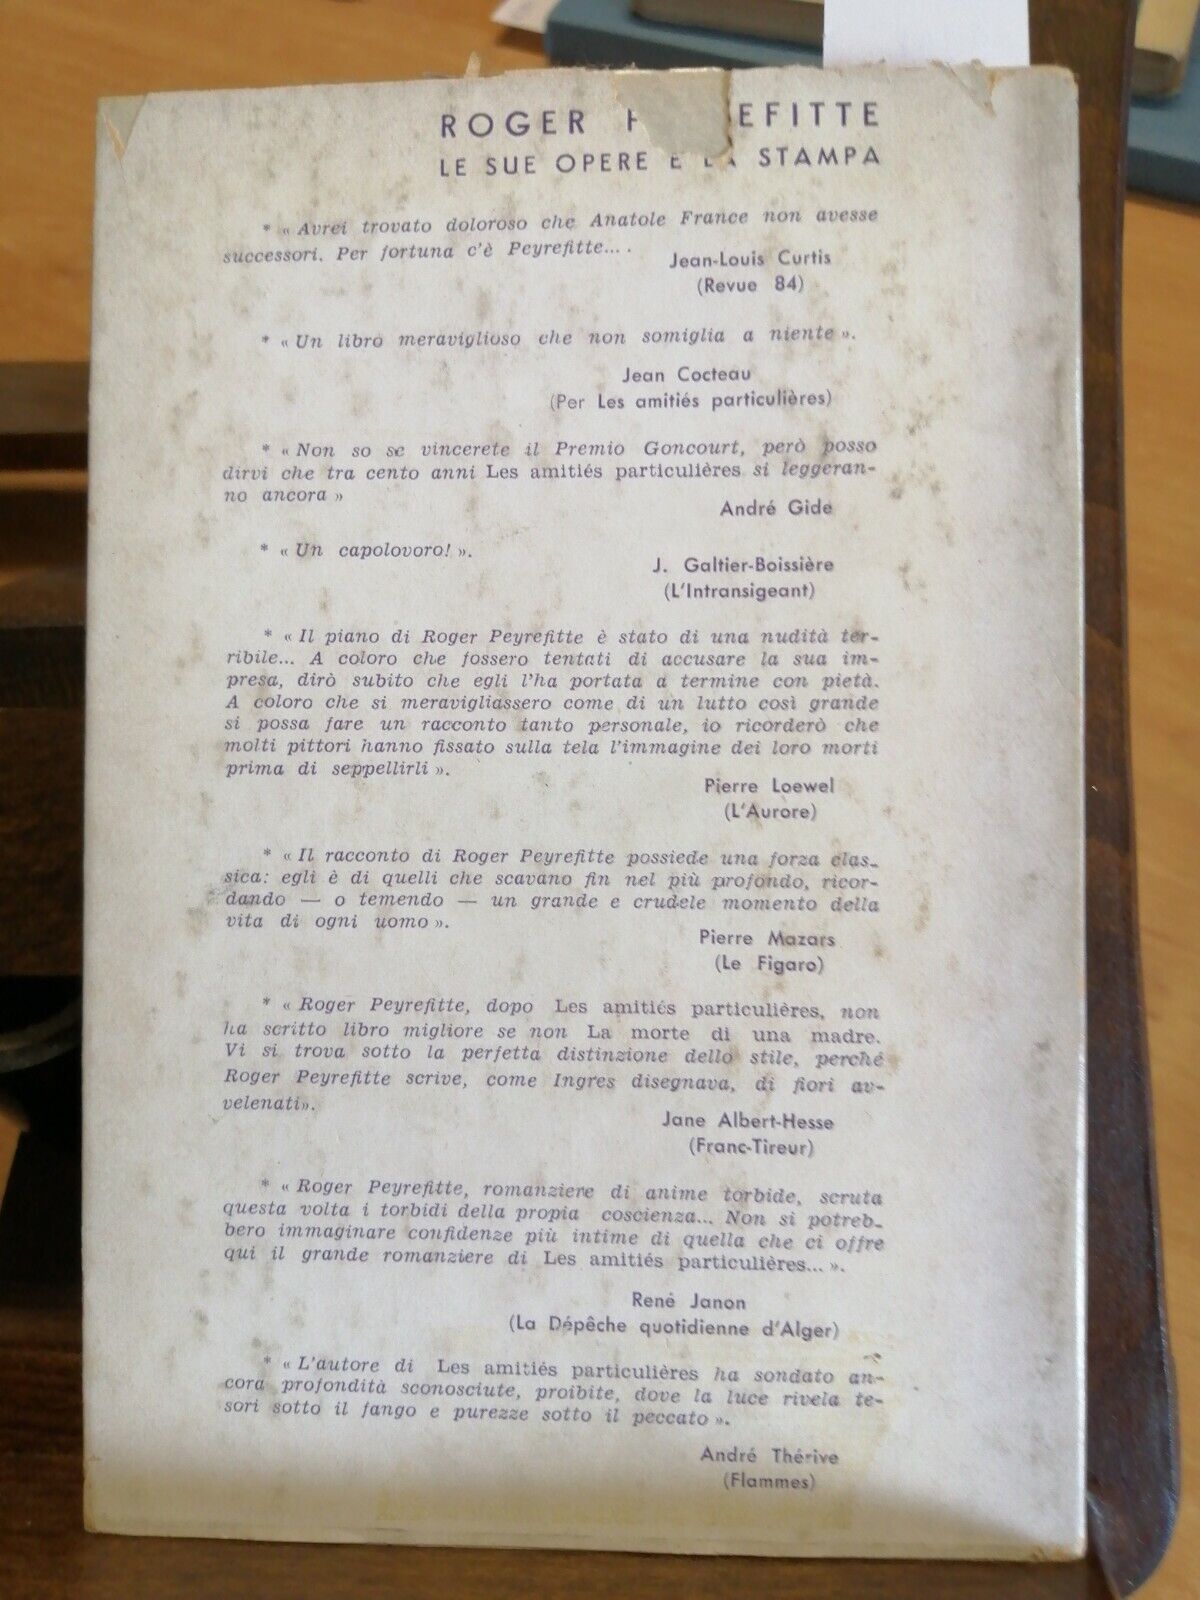 ROGER EFITTE
LE SUE OPERE E LA STAMPA
* « Avrei trovato doloroso che Anatole France non avesse
successori. Per fortuna c'è Peyrefitte... .
Jean-Louis Curtis
(Revue 84)
* « Un libro meraviglioso che non somiglia a niente ».
Jean Cocteau
(Per Les amitiés particulières)
* « Non so se vincerete il Premio Goncourt, però posso
dirvi che tra cento anni Les amitiés particulières si leggeran-
no ancora »
André Gide
* « Un capolovoro! ».
J. Galtier-Boissière
(L'Intransigeant)
* « Il piano di Roger Peyrefitte è stato di una nudità ter-
ribile... A coloro che fossero tentati di accusare la sua im-
presa, dirò subito che egli l'ha portata a termine con pietà.
A coloro che si meravigliassero come di un lutto così grande
si possa fare un racconto tanto personale, io ricorderò che
molti pittori hanno fissato sulla tela l'immagine dei loro morti
prima di seppellirli ».
Pierre Loewel
(L'Aurore)
* « Il racconto di Roger Peyrefitte possiede una forza clas-
sica: egli è di quelli che scavano fin nel più profondo, ricor-
dando — o temendo — un grande e crudele momento della
vita di ogni uomo ».
Pierre Mazars
(Le Figaro)
* « Roger Peyrefitte, dopo Les amitiés particulières, non
ha scritto libro migliore se non La morte di una madre.
Vi si trova sotto la perfetta distinzione dello stile, perché
Roger Peyrefitte scrive, come Ingres disegnava, di fiori av-
velenati».
Jane Albert-Hesse
(Franc-Tireur)
* « Roger Peyrefitte, romanziere di anime torbide, scruta
questa volta i torbidi della propria coscienza... Non si potreb-
bero immaginare confidenze più intime di quella che ci offre
qui il grande romanziere di Les amitiés particulières... ».
René Janon
(La Dépêche quotidienne d'Alger)
* « L'autore di Les amitiés particulières ha sondato an-
cora profondità sconosciute, proibite, dove la luce rivela te-
sori sotto il fango e purezze sotto il peccato ».
André Thérive
(Flammes)